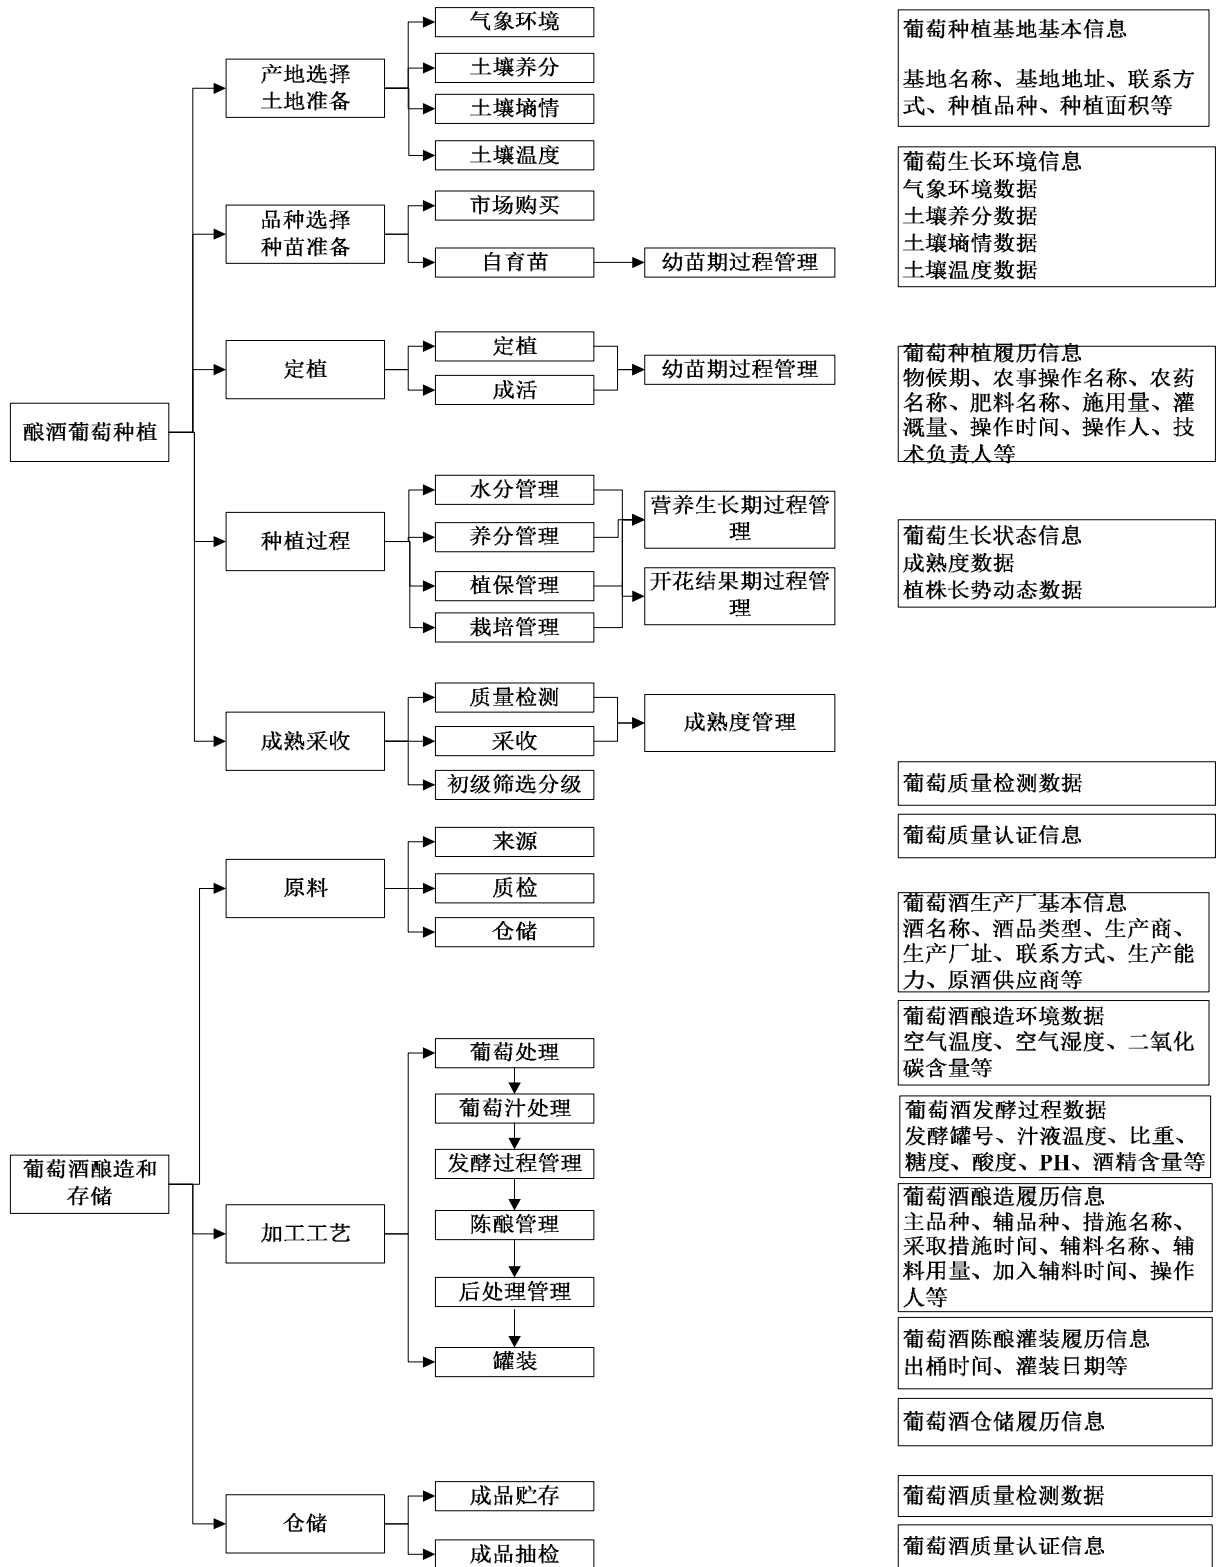 气象环境
产地选择
土地准备
土壤养分
土壤墒情
土壤温度
品种选择
种苗准备
市场购买
自育苗
幼苗期过程管理
定植
定植
成活
幼苗期过程管理
酿酒葡萄种植
种植过程
水分管理
养分管理
植保管理
栽培管理
营养生长期过程管
理
开花结果期过程管
理
成熟采收
质量检测
采收
初级筛选分级
成熟度管理
原料
来源
质检
仓储
葡萄酒酿造和
存储
加工工艺
葡萄处理
葡萄汁处理
发酵过程管理
陈酿管理
后处理管理
罐装
仓储
成品贮存
成品抽检
葡萄种植基地基本信息
基地名称、基地地址、联系方
式、种植品种、种植面积等
葡萄生长环境信息
气象环境数据
土壤养分数据
土壤墒情数据
土壤温度数据
葡萄种植履历信息
物候期、农事操作名称、农药
名称、肥料名称、施用量、灌
溉量、操作时间、操作人、技
术负责人等
葡萄生长状态信息
成熟度数据
植株长势动态数据
葡萄质量检测数据
葡萄质量认证信息
葡萄酒生产厂基本信息
酒名称、酒品类型、生产商、
生产厂址、联系方式、生产能
力、原酒供应商等
葡萄酒酿造环境数据
空气温度、空气湿度、二氧化
碳含量等
葡萄酒发酵过程数据
发酵罐号、汁液温度、比重、
糖度、酸度、PH、酒精含量等
葡萄酒酿造履历信息
主品种、辅品种、措施名称、
采取措施时间、辅料名称、辅
料用量、加入辅料时间、操作
人等
葡萄酒陈酿灌装履历信息
出桶时间、灌装日期等
葡萄酒仓储履历信息
葡萄酒质量检测数据
葡萄酒质量认证信息